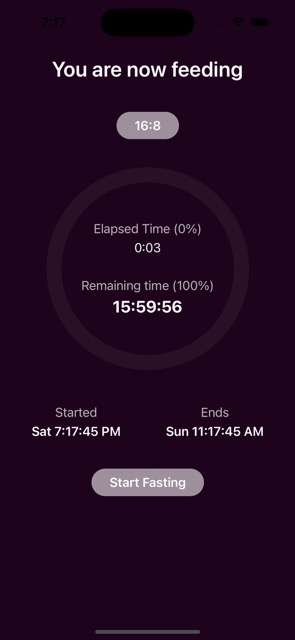 7:17
You are now feeding
16:8
Elapsed Time (0%)
0:03
Remaining time (100%)
15:59:56
Started
Ends
Sat 7:17:45 PM
Sun 11:17:45 AM
Start Fasting